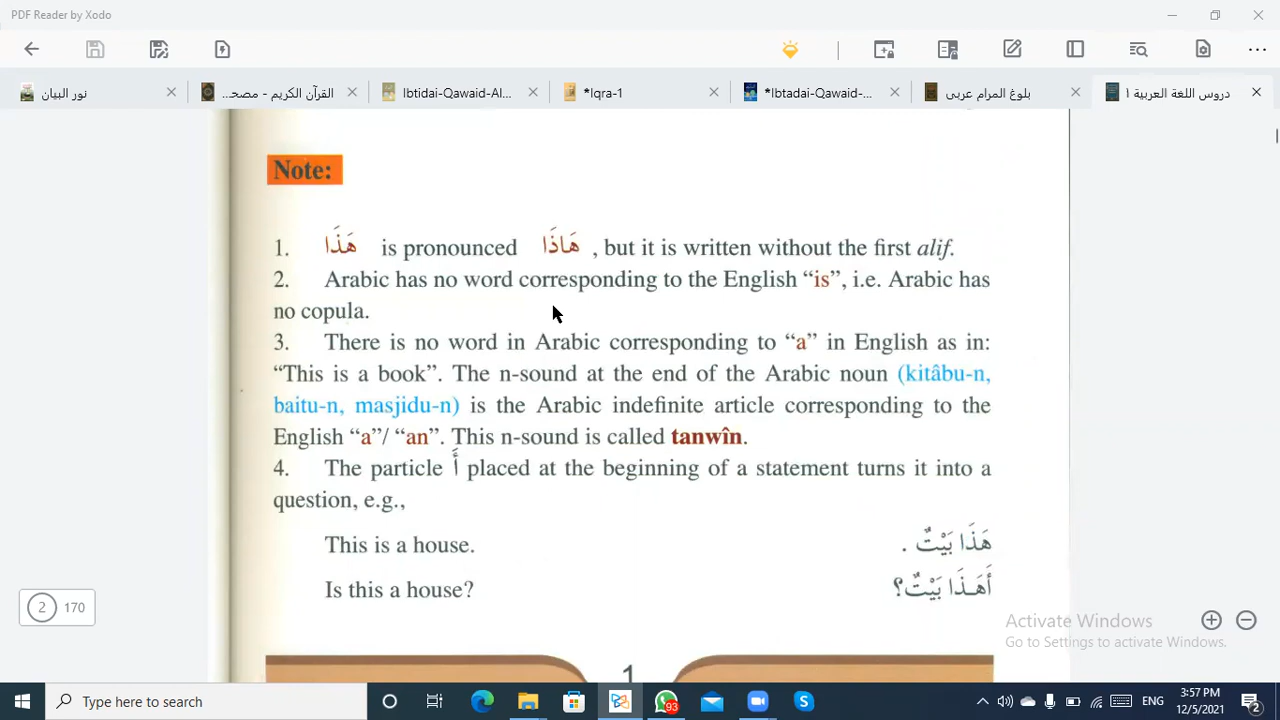 PDF Reader by Xodo
نور البيان
القرآن الكريم - مصحـ...
Ibtidai-Qawaid-Al...
*Iqra-1
*Ibtadai-Qawaid-...
بلوغ المرام عربى
دروس اللغة العربية ١
Note:
1. هَذَا is pronounced هَاذَا , but it is written without the first alif.
2. Arabic has no word corresponding to the English “is”, i.e. Arabic has
no copula.
3. There is no word in Arabic corresponding to “a” in English as in:
“This is a book”. The n-sound at the end of the Arabic noun (kitâbu-n,
baitu-n, masjidu-n) is the Arabic indefinite article corresponding to the
English “a”/ “an”. This n-sound is called tanwîn.
4. The particle أَ placed at the beginning of a statement turns it into a
question, e.g.,
This is a house. هَذَا بَيْتٌ .
Is this a house? أَهَـذَا بَيْتٌ؟
2 170
Activate Windows
Go to Settings to activate Windows.
1
Type here to search
93
ENG
3:57 PM
12/5/2021
2